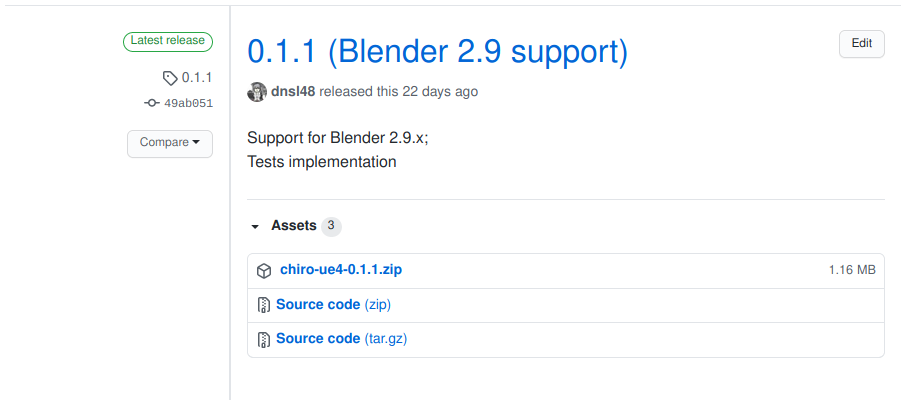 Latest release
0.1.1
49ab051
Compare
0.1.1 (Blender 2.9 support)
Edit
dnsl48 released this 22 days ago
Support for Blender 2.9.x;
Tests implementation
Assets 3
chiro-ue4-0.1.1.zip 1.16 MB
Source code (zip)
Source code (tar.gz)